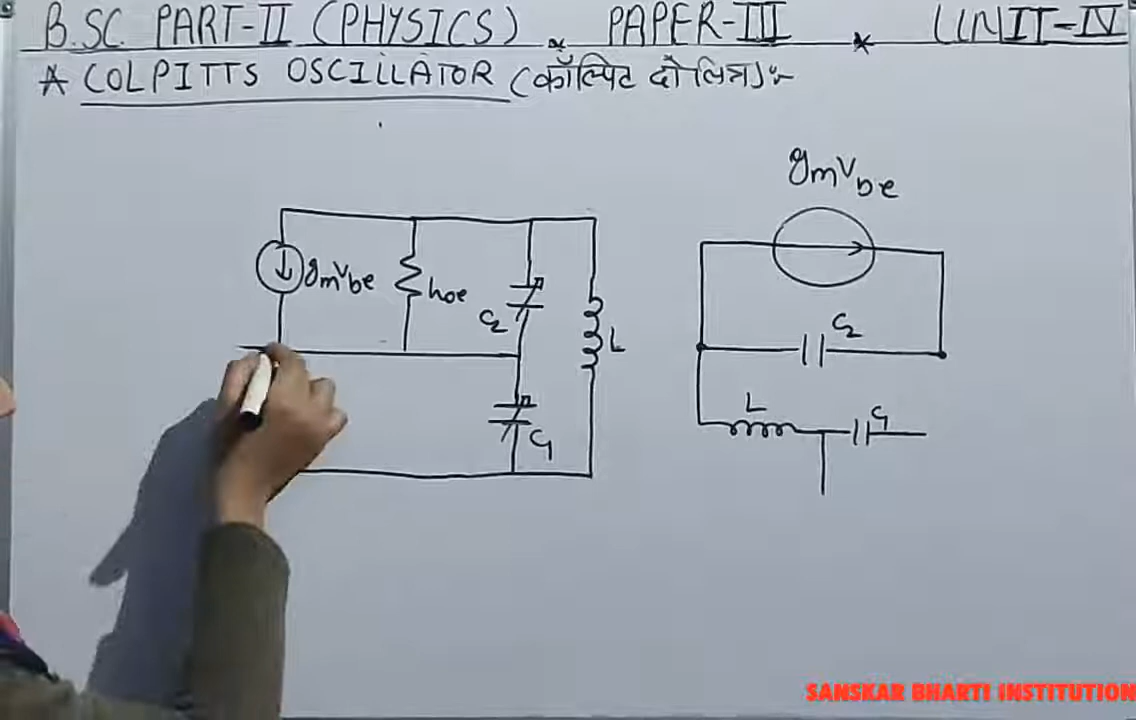 B.SC. PART-II (PHYSICS) * PAPER-III * UNIT-IV
* COLPITTS OSCILLATOR (कॉल्पिट दोलित्र):-
gmVbe
gmVbe
hoe
C2
L
C1
C2
L
C1
SANSKAR BHARTI INSTITUTION